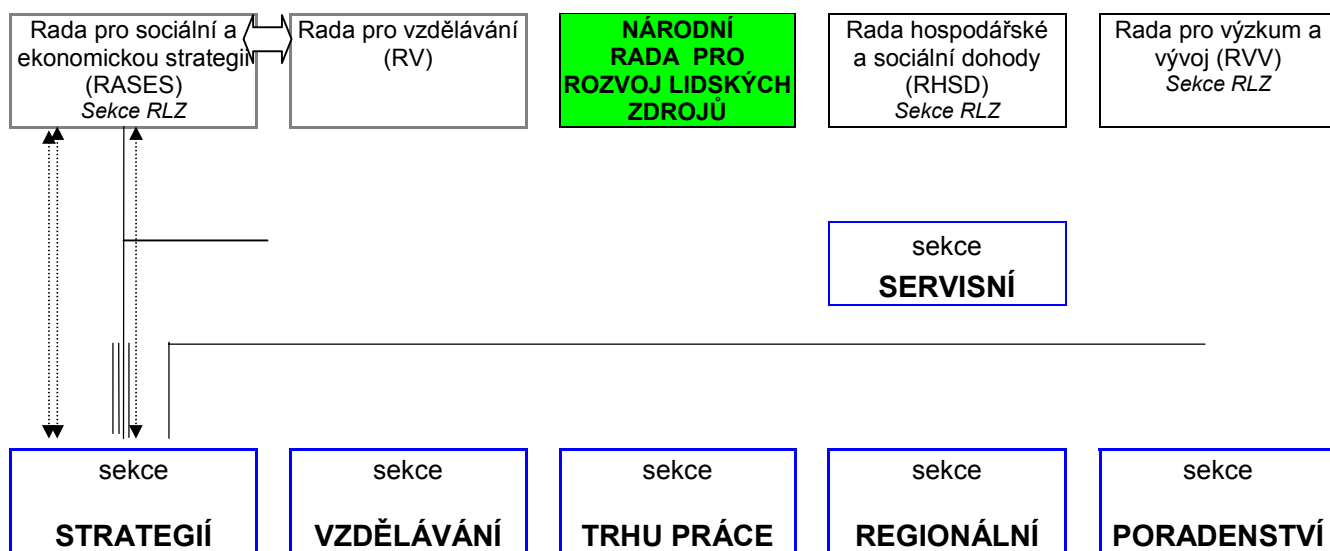 Rada pro sociální a
ekonomickou strategii
(RASES)
Sekce RLZ
Rada pro vzdělávání
(RV)
NÁRODNÍ
RADA PRO
ROZVOJ LIDSKÝCH
ZDROJŮ
Rada hospodářské
a sociální dohody
(RHSD)
Sekce RLZ
Rada pro výzkum a
vývoj (RVV)
Sekce RLZ
sekce
SERVISNÍ
sekce
STRATEGIÍ
sekce
VZDĚLÁVÁNÍ
sekce
TRHU PRÁCE
sekce
REGIONÁLNÍ
sekce
PORADENSTVÍ